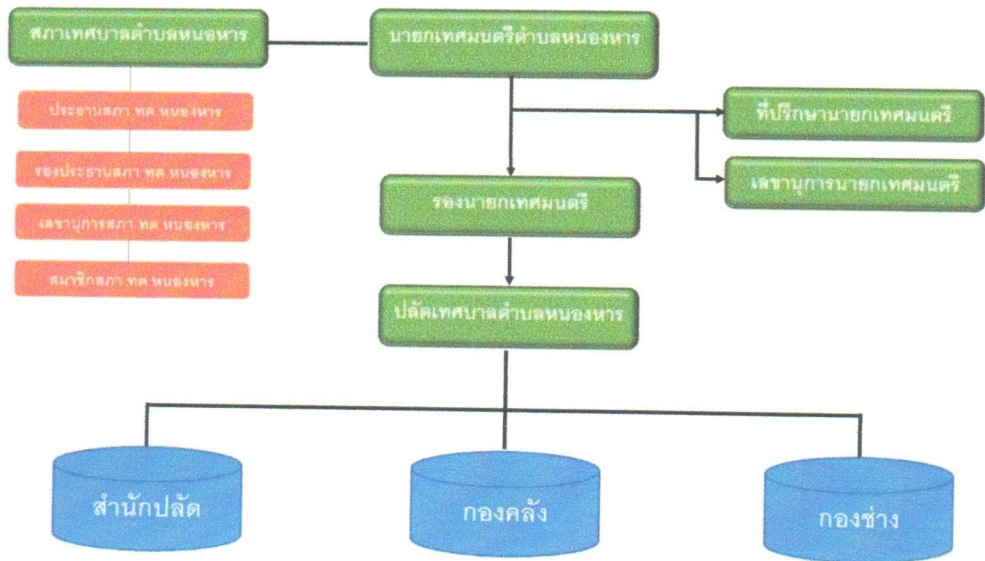 สภาเทศบาลตำบลหนอหาร
นายกเทศมนตรีตำบลหนองหาร
ประธานสภา ทต หนองหาร
ที่ปรึกษานายกเทศมนตรี
รองประธานสภา ทต หนองหาร
เลขานุการนายกเทศมนตรี
รองนายกเทศมนตรี
เลขานุการสภา ทต หนองหาร
สมาชิกสภา ทต หนองหาร
ปลัดเทศบาลตำบลหนองหาร
สำนักปลัด
กองคลัง
กองช่าง